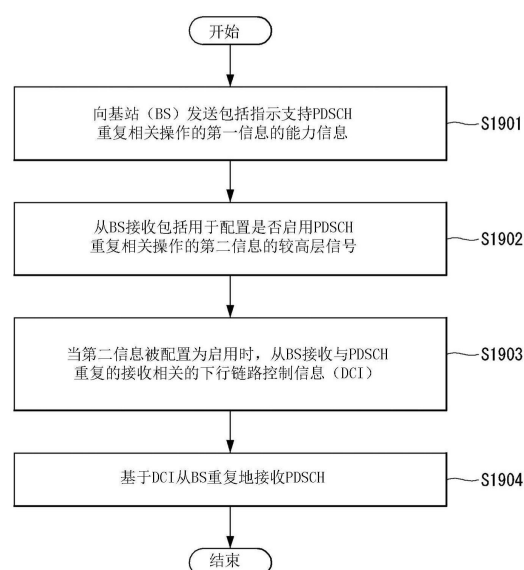 开始
向基站（BS）发送包括指示支持PDSCH
重复相关操作的第一信息的能力信息
S1901
从BS接收包括用于配置是否启用PDSCH
重复相关操作的第二信息的较高层信号
S1902
当第二信息被配置为启用时，从BS接收与PDSCH
重复的接收相关的下行链路控制信息（DCI）
S1903
基于DCI从BS重复地接收PDSCH
S1904
结束